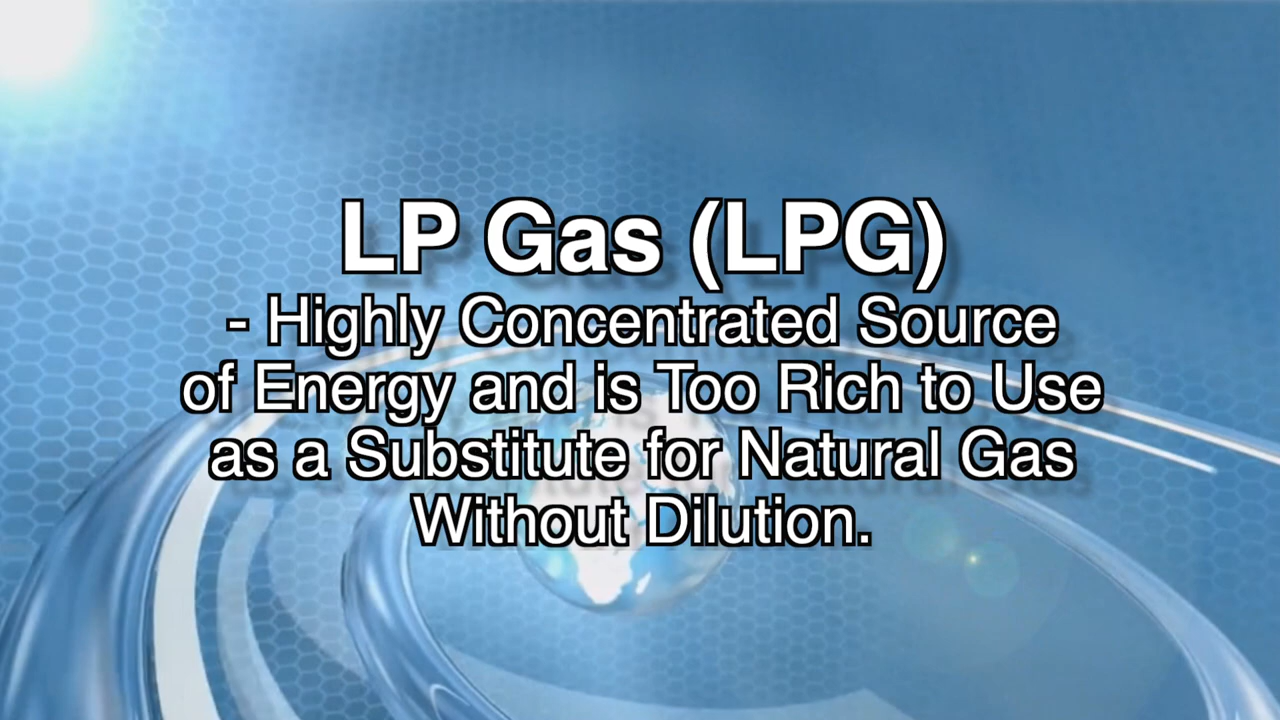 LP Gas (LPG)
- Highly Concentrated Source
of Energy and is Too Rich to Use
as a Substitute for Natural Gas
Without Dilution.